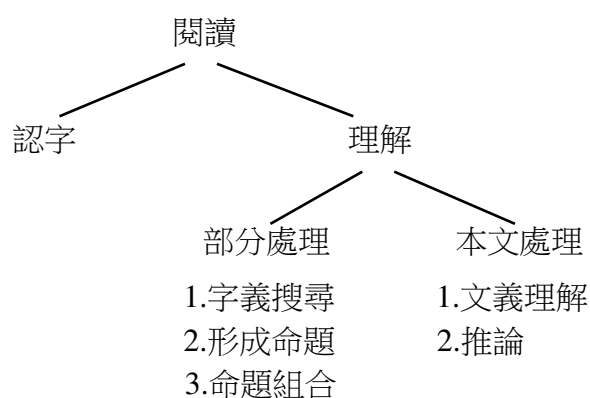 閱讀
認字
理解
部分處理
1.字義搜尋
2.形成命題
3.命題組合
本文處理
1.文義理解
2.推論